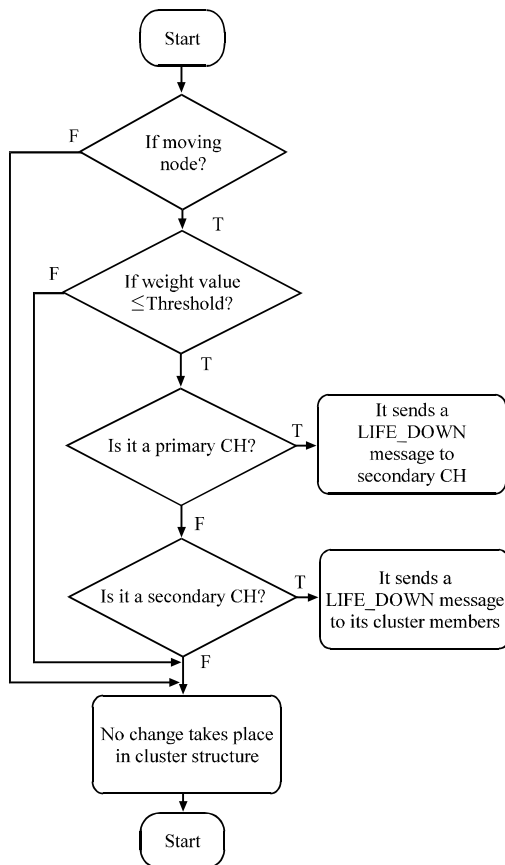 Start
F
If moving
node?
T
F
If weight value
≤Threshold?
T
Is it a primary CH?
T
It sends a
LIFE_DOWN
message to
secondary CH
F
Is it a secondary CH?
T
It sends a
LIFE_DOWN message
to its cluster members
F
No change takes place
in cluster structure
Start